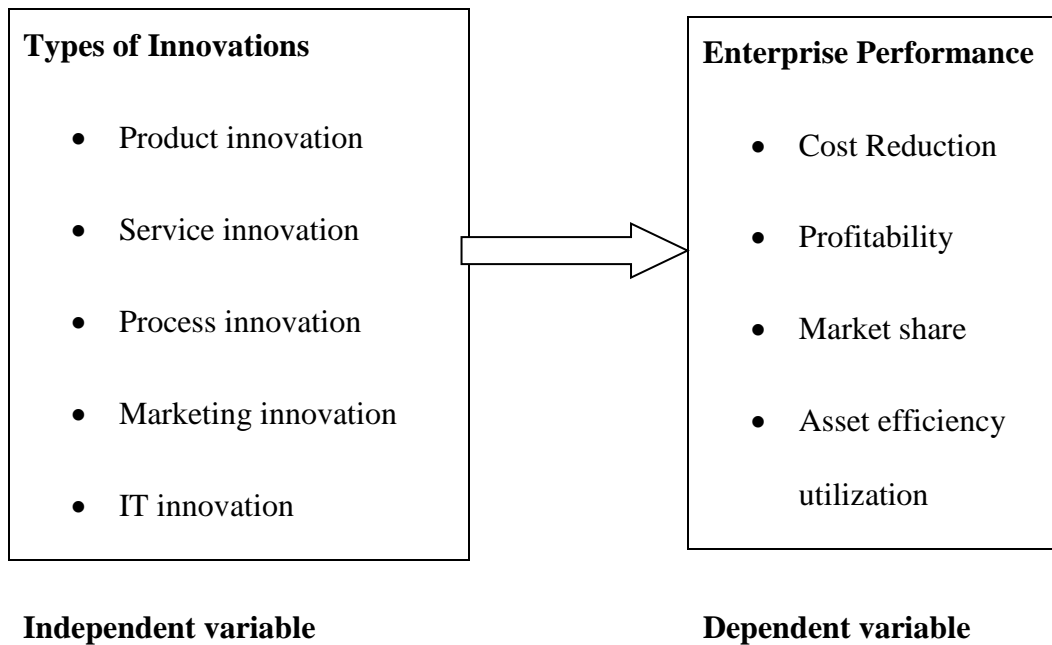 Types of Innovations
• Product innovation
• Service innovation
• Process innovation
• Marketing innovation
• IT innovation
Independent variable
Enterprise Performance
• Cost Reduction
• Profitability
• Market share
• Asset efficiency
utilization
Dependent variable